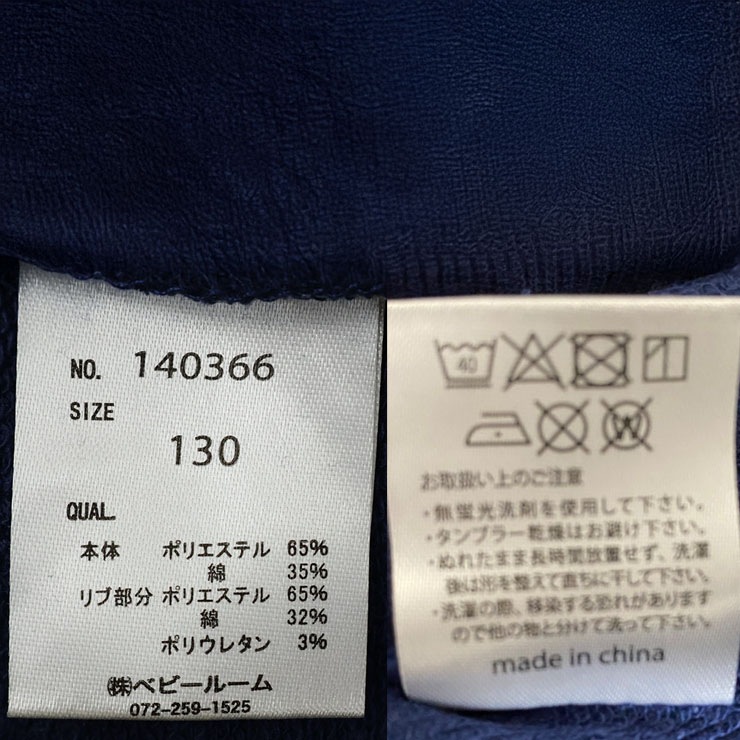 NO. 140366
SIZE
130
QUAL.
本体 ポリエステル 65%
綿 35%
リブ部分 ポリエステル 65%
綿 32%
ポリウレタン 3%
㈱ベビールーム
072-259-1525
40
W
お取扱い上のご注意
・無蛍光洗剤を使用して下さい。
・タンブラー乾燥はお避け下さい。
・ぬれたまま長時間放置せず、洗濯
後は形を整えて直ちに干して下さい。
・洗濯の際、移染する恐れがあります
ので他の物と分けて洗って下さい。
made in china